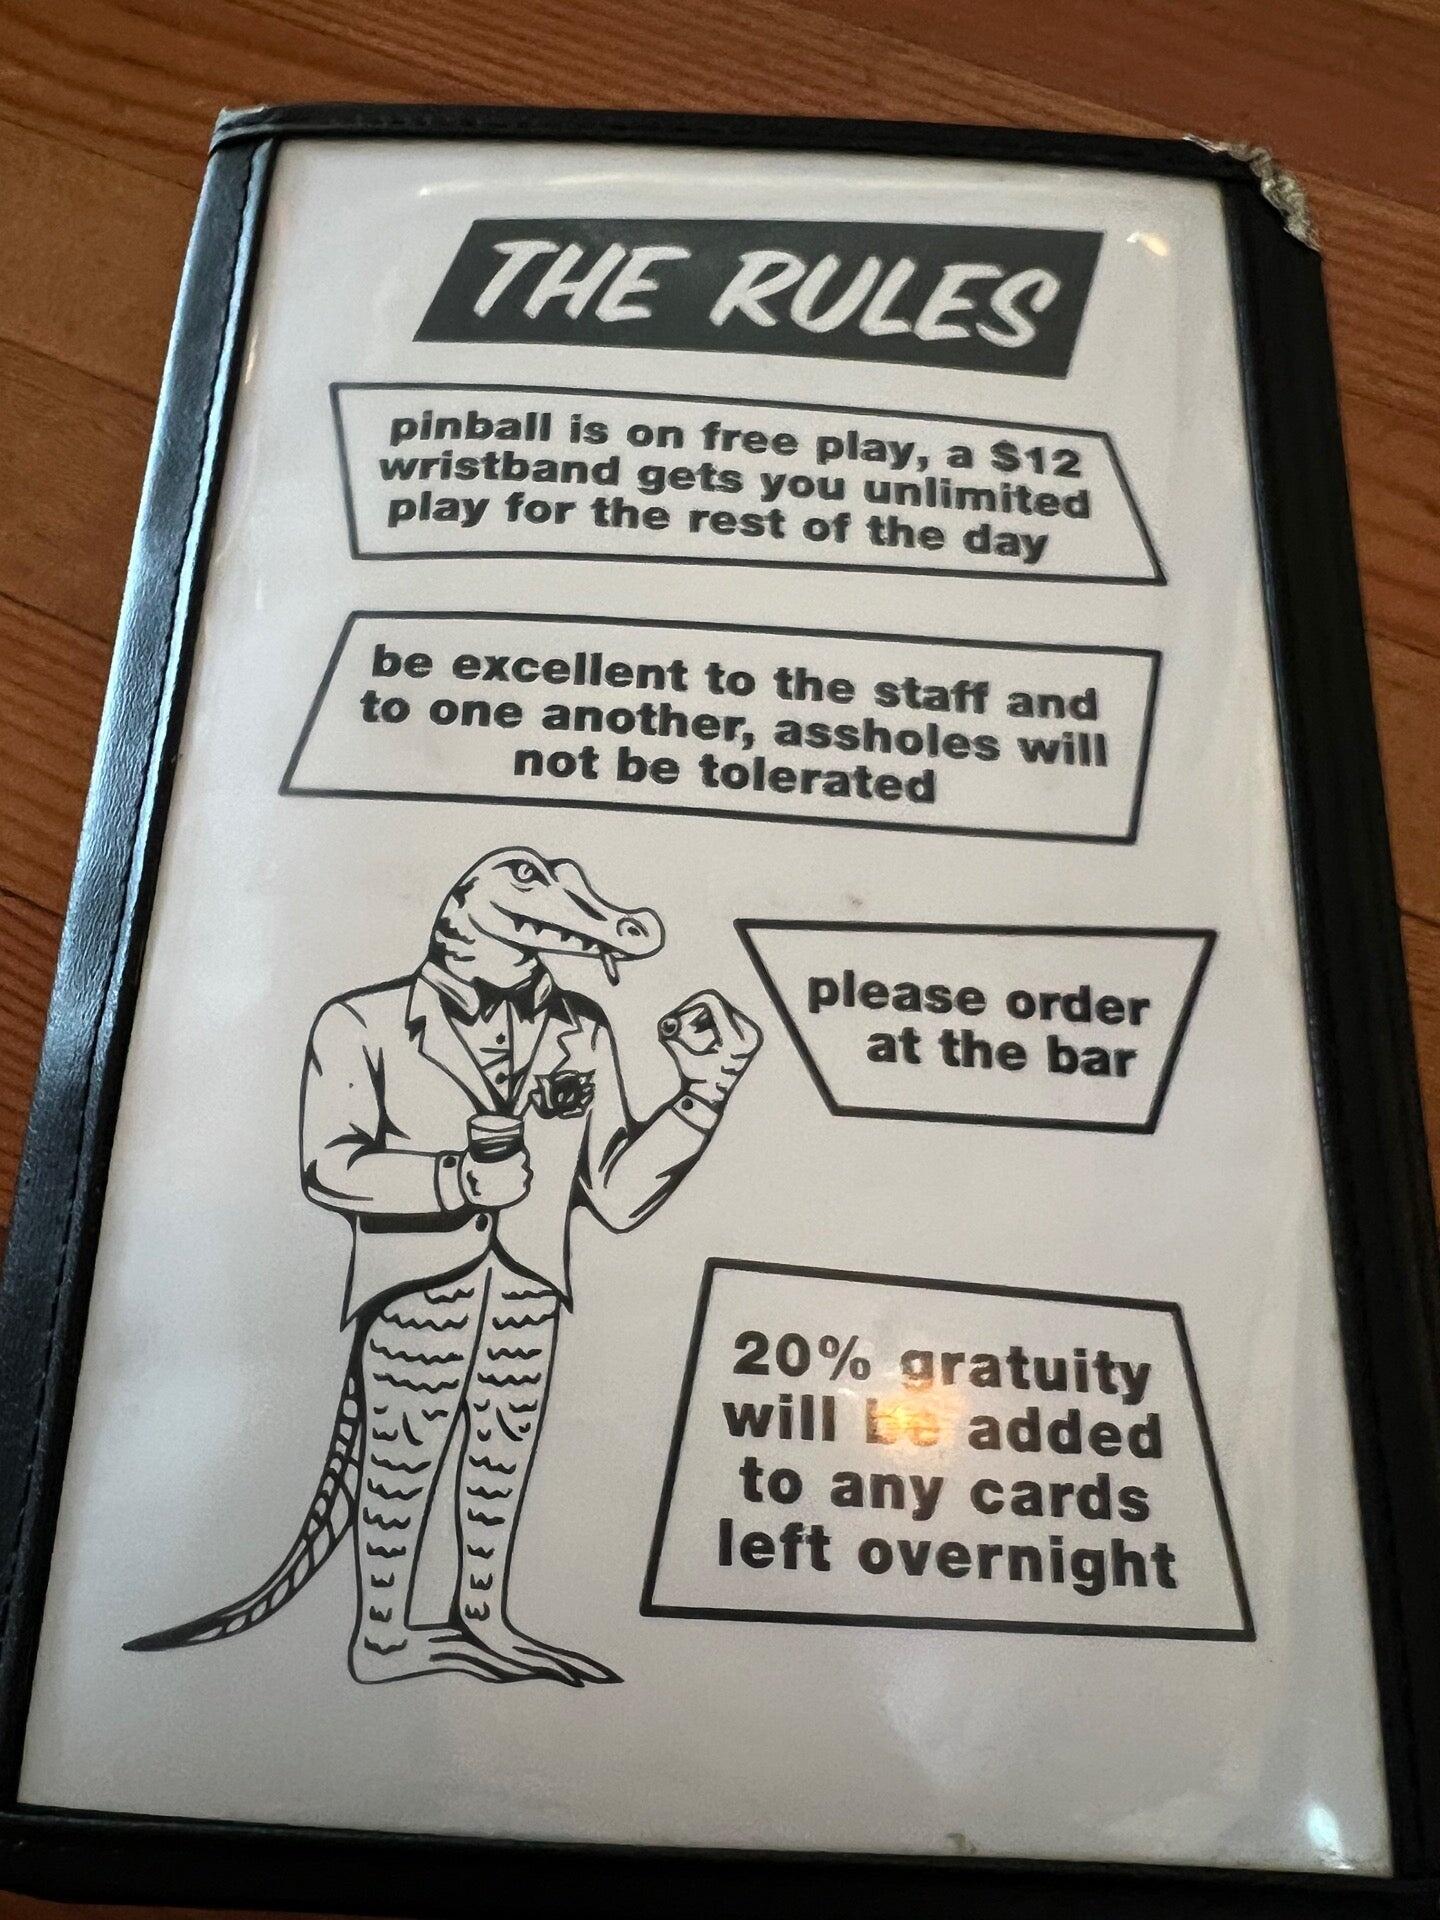 THE RULES
pinball is on free play, a $12
wristband gets you unlimited
play for the rest of the day
be excellent to the staff and
to one another, assholes will
not be tolerated
please order
at the bar
20% gratuity
will be added
to any cards
left overnight